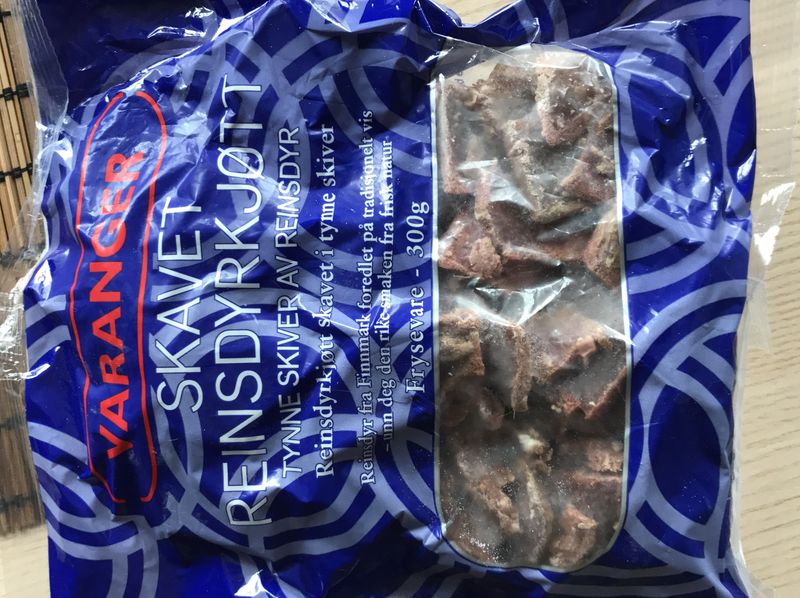 VARANGER
SKAVET
REINSDYRKJØTT
TYNNE SKIVER AV REINSDYR
Reinsdyrkjøtt skavet i tynne skiver
Reinsdyr fra Finnmark foredlet på tradisjonelt vis
- unn deg den rike smaken fra frisk natur
Frysevare - 300g